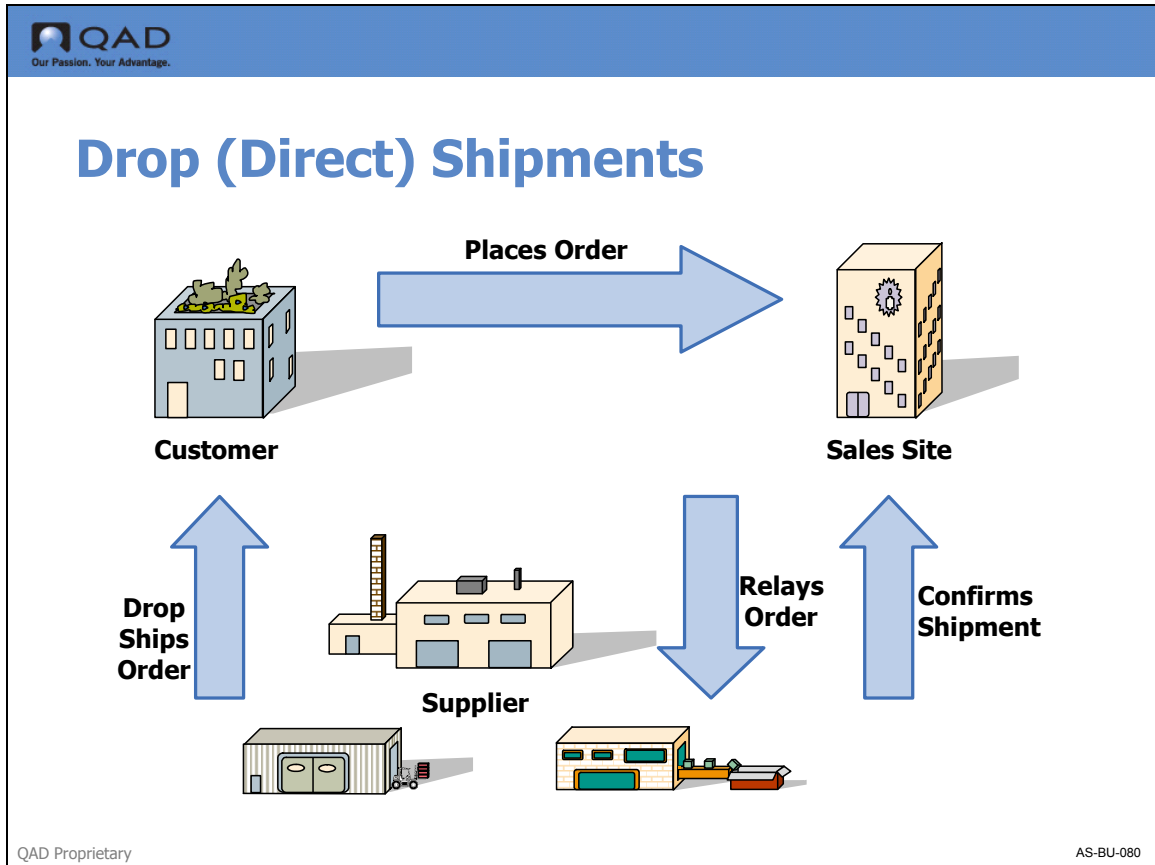 QAD
Our Passion. Your Advantage.
Drop (Direct) Shipments
Places Order
Customer
Sales Site
Drop
Ships
Order
Relays
Order
Confirms
Shipment
Supplier
QAD Proprietary
AS-BU-080